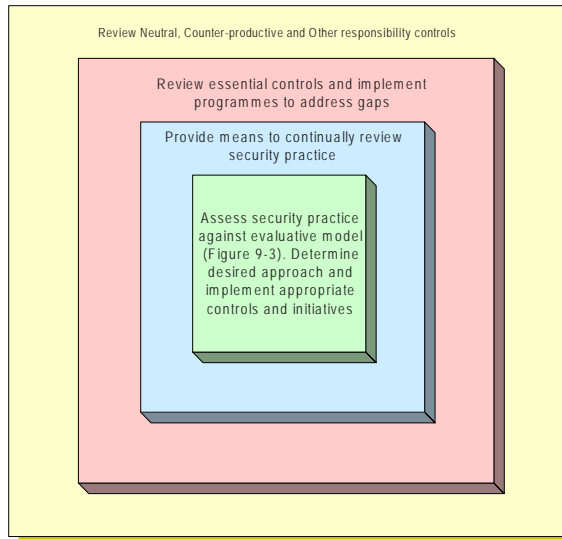 Review Neutral, Counter-productive and Other responsibility controls
Review essential controls and implement
programmes to address gaps
Provide means to continually review
security practice
Assess security practice
against evaluative model
(Figure 9-3). Determine
desired approach and
implement appropriate
controls and initiatives